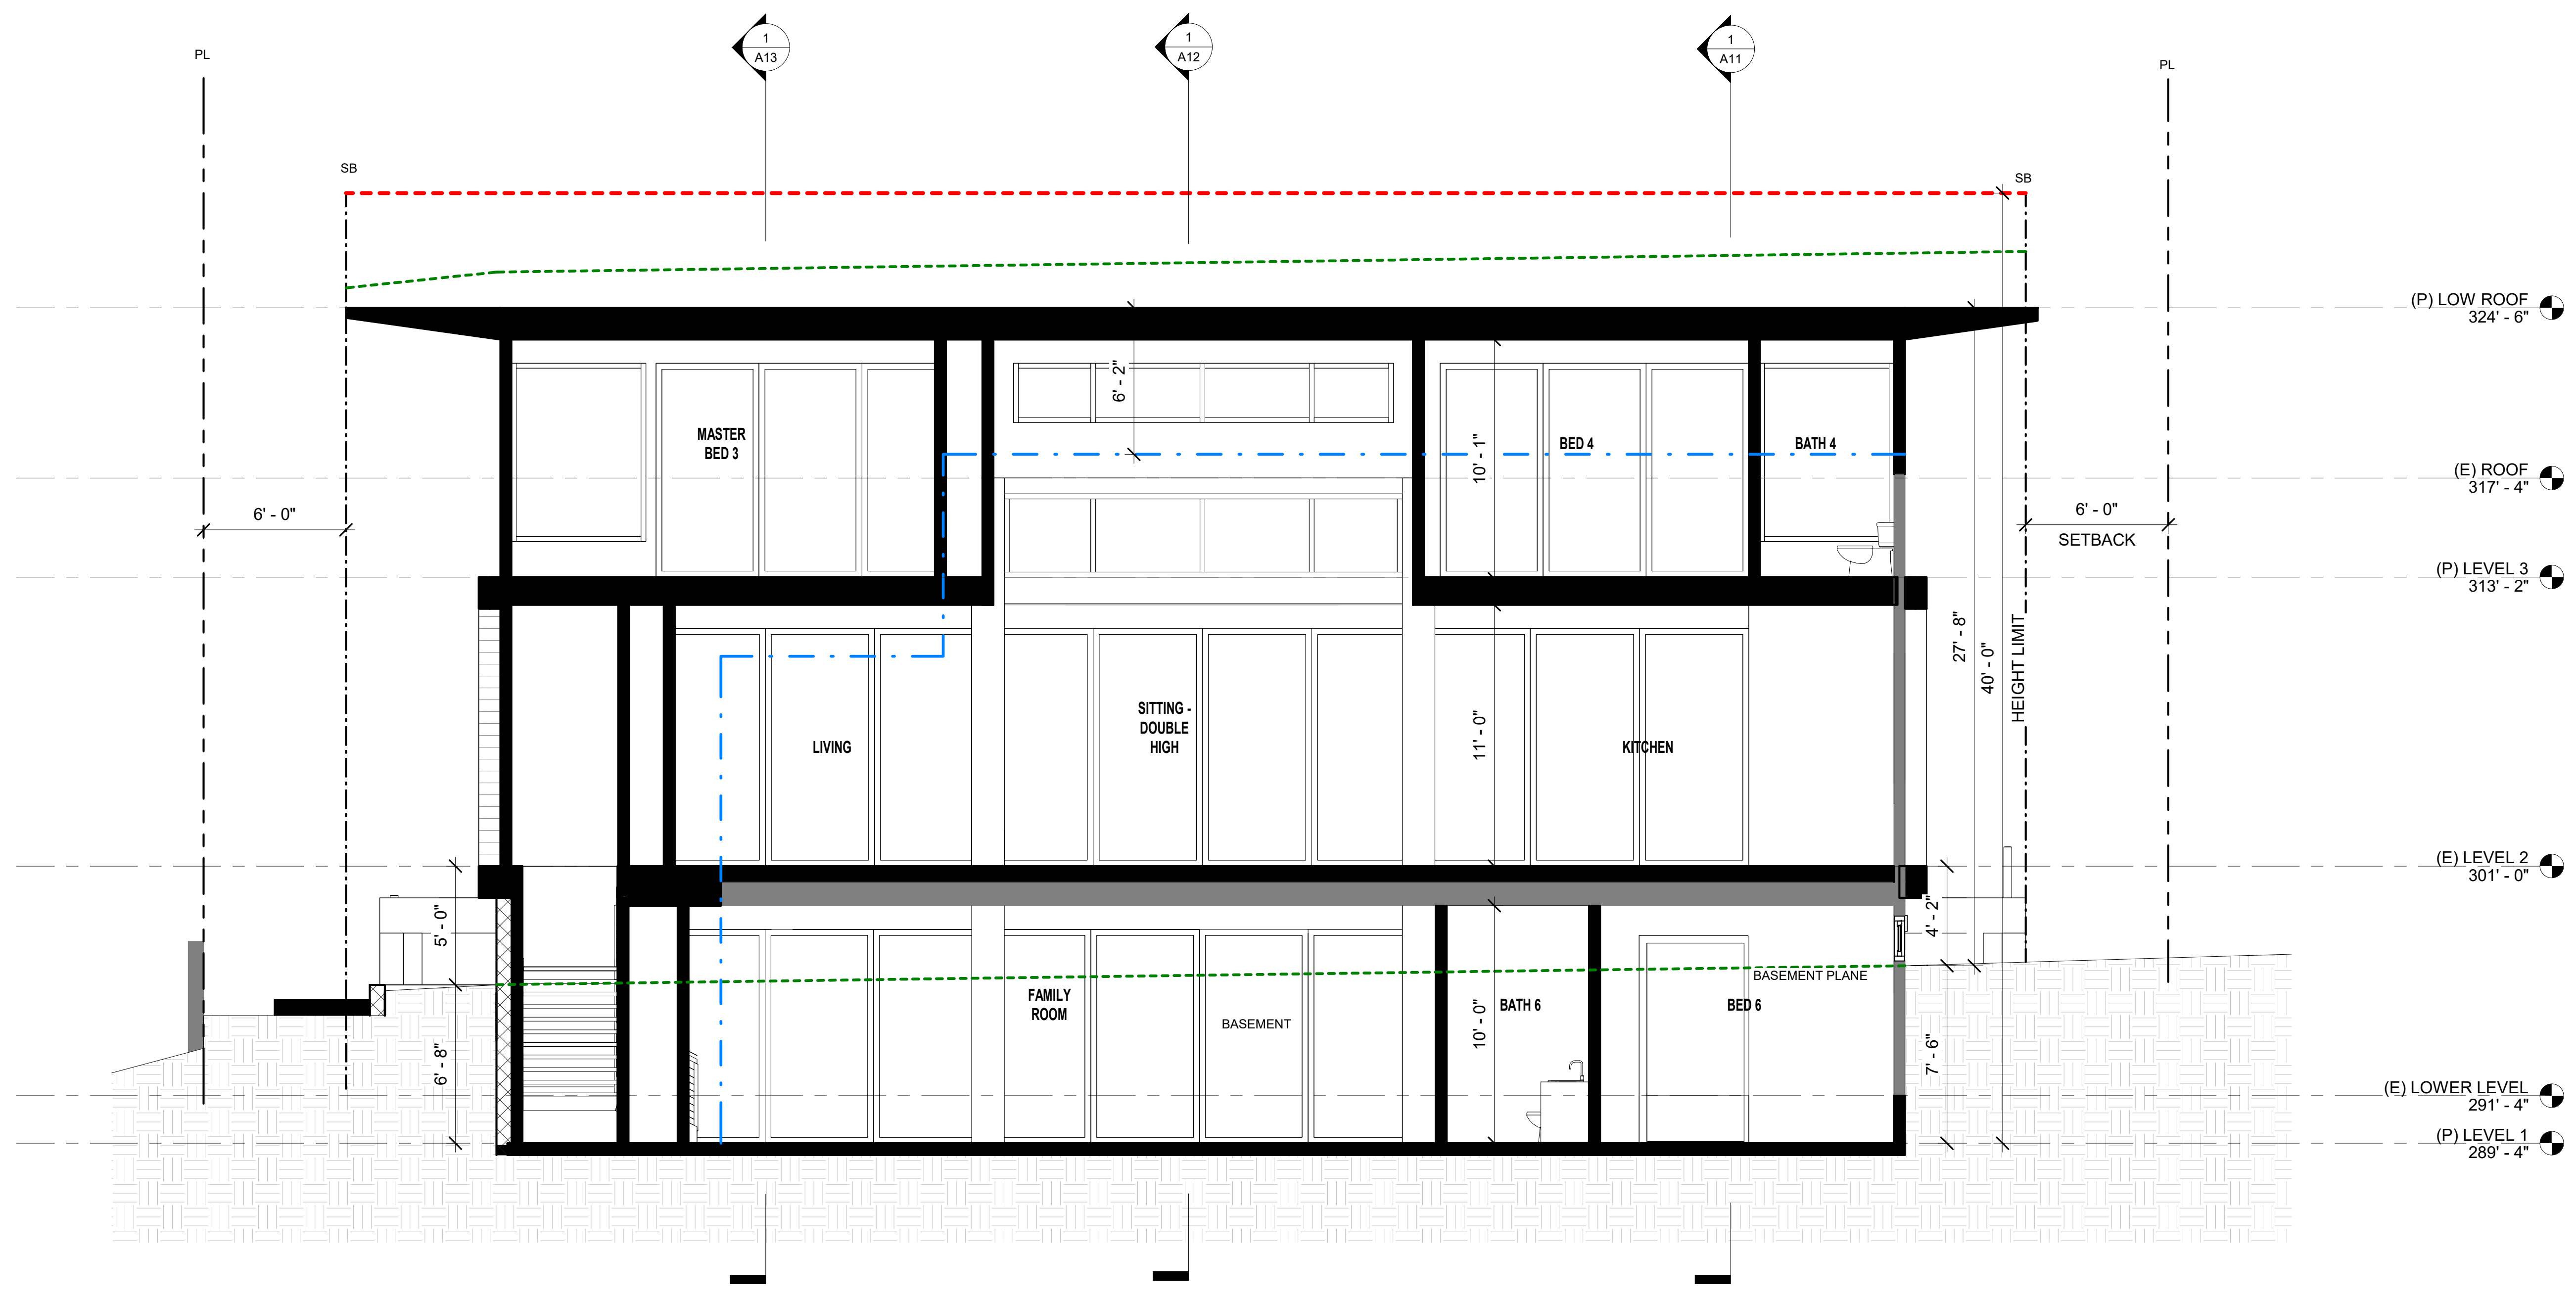 1
A13
1
A12
1
A11
PL
PL
SB
SB
(P) LOW ROOF
324' - 6"
6' - 2"
MASTER
BED 3
10' - 1"
BED 4
BATH 4
(E) ROOF
317' - 4"
6' - 0"
6' - 0"
SETBACK
(P) LEVEL 3
313' - 2"
27' - 8"
40' - 0"
HEIGHT LIMIT
LIVING
SITTING -
DOUBLE
HIGH
11' - 0"
KITCHEN
(E) LEVEL 2
301' - 0"
5' - 0"
4' - 2"
BASEMENT PLANE
FAMILY
ROOM
BASEMENT
10' - 0"
BATH 6
BED 6
6' - 8"
7' - 6"
(E) LOWER LEVEL
291' - 4"
(P) LEVEL 1
289' - 4"